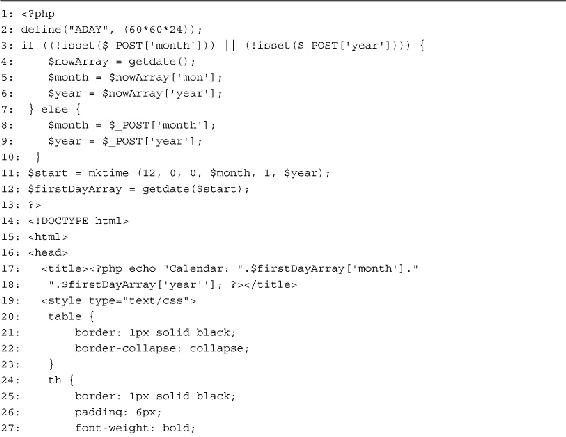 1: <?php
2: define("ADAY", (60*60*24));
3: if ((!isset($_POST['month'])) || (!isset($_POST['year']))) {
4: $nowArray = getdate();
5: $month = $nowArray['mon'];
6: $year = $nowArray['year'];
7: } else {
8: $month = $_POST['month'];
9: $year = $_POST['year'];
10: }
11: $start = mktime (12, 0, 0, $month, 1, $year);
12: $firstDayArray = getdate($start);
13: ?>
14: <!DOCTYPE html>
15: <html>
16: <head>
17: <title><?php echo "Calendar: ".$firstDayArray['month']."
18: ".$firstDayArray['year']; ?></title>
19: <style type="text/css">
20: table {
21: border: 1px solid black;
22: border-collapse: collapse;
23: }
24: th {
25: border: 1px solid black;
26: padding: 6px;
27: font-weight: bold;